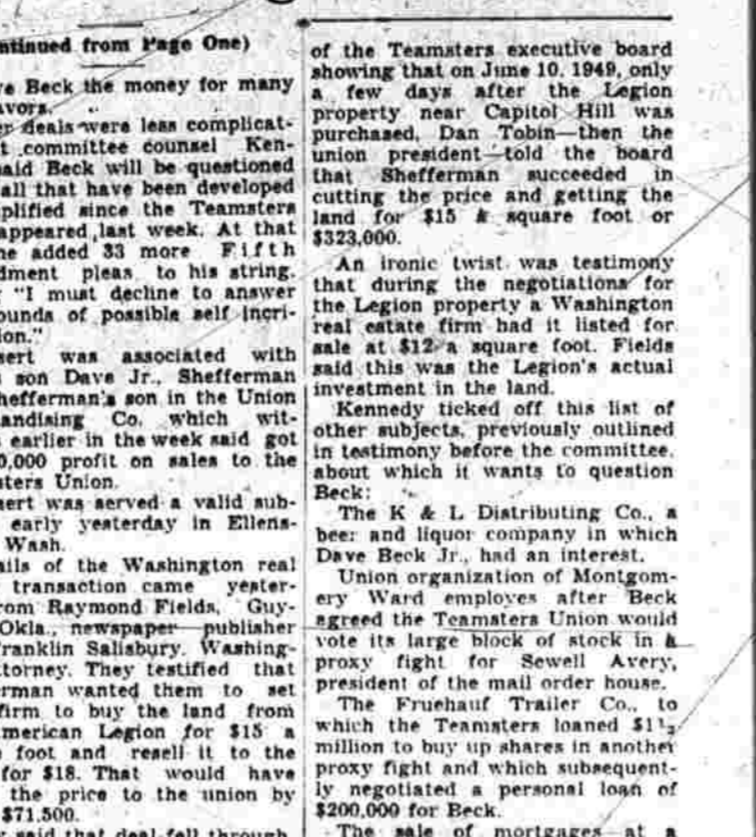 ntinued from Page One)
e Beck the money for many
avors.
er deals were less complicat-
t committee counsel Ken-
said Beck will be questioned
all that have been developed
plified since the Teamsters
appeared last week. At that
he added 33 more Fifth
dment pleas to his string.
"I must decline to answer
ounds of possible self incri-
ion."
ert was associated with
son Dave Jr., Shefferman
hefferman's son in the Union
andising Co. which wit-
earlier in the week said got
0,000 profit on sales to the
ters Union.
ert was served a valid sub-
early yesterday in Ellens-
Wash.
ails of the Washington real
transaction came yester-
rom Raymond Fields, Guy-
Okla., newspaper publisher
ranklin Salisbury, Washing-
ttorney. They testified that
rman wanted them to set
firm to buy the land from
merican Legion for $15 a
foot and resell it to the
for $18. That would have
the price to the union by
$71,500.
said that deal fell through,
of the Teamsters executive board
showing that on June 10, 1949, only
a few days after the Legion
property near Capitol Hill was
purchased, Dan Tobin—then the
union president—told the board
that Shefferman succeeded in
cutting the price and getting the
land for $15 a square foot or
$323,000.
An ironic twist was testimony
that during the negotiations for
the Legion property a Washington
real estate firm had it listed for
sale at $12 a square foot. Fields
said this was the Legion's actual
investment in the land.
Kennedy ticked off this list of
other subjects, previously outlined
in testimony before the committee,
about which it wants to question
Beck:
The K & L Distributing Co., a
beer and liquor company in which
Dave Beck Jr., had an interest.
Union organization of Montgom-
ery Ward employes after Beck
agreed the Teamsters Union would
vote its large block of stock in a
proxy fight for Sewell Avery,
president of the mail order house.
The Fruehauf Trailer Co., to
which the Teamsters loaned $1½
million to buy up shares in another
proxy fight and which subsequent-
ly negotiated a personal loan of
$200,000 for Beck.
The sale of mortgages at a